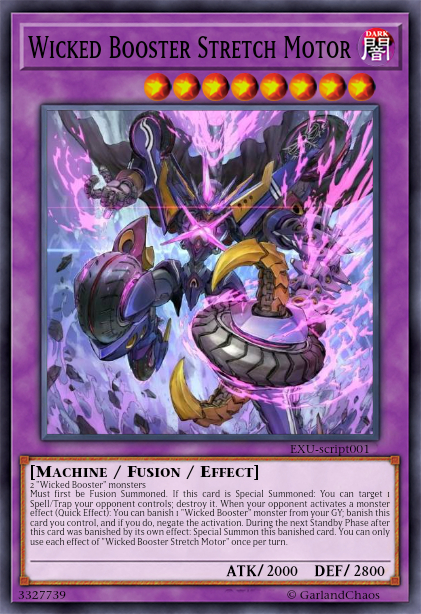 WICKED BOOSTER STRETCH MOTOR
DARK
闇
EXU-script001
[MACHINE / FUSION / EFFECT]
2 "Wicked Booster" monsters
Must first be Fusion Summoned. If this card is Special Summoned: You can target 1
Spell/Trap your opponent controls; destroy it. When your opponent activates a monster
effect (Quick Effect): You can banish 1 "Wicked Booster" monster from your GY; banish this
card you control, and if you do, negate the activation. During the next Standby Phase after
this card was banished by its own effect: Special Summon this banished card. You can only
use each effect of "Wicked Booster Stretch Motor" once per turn.
ATK/ 2000 DEF/ 2800
3327739 © GarlandChaos